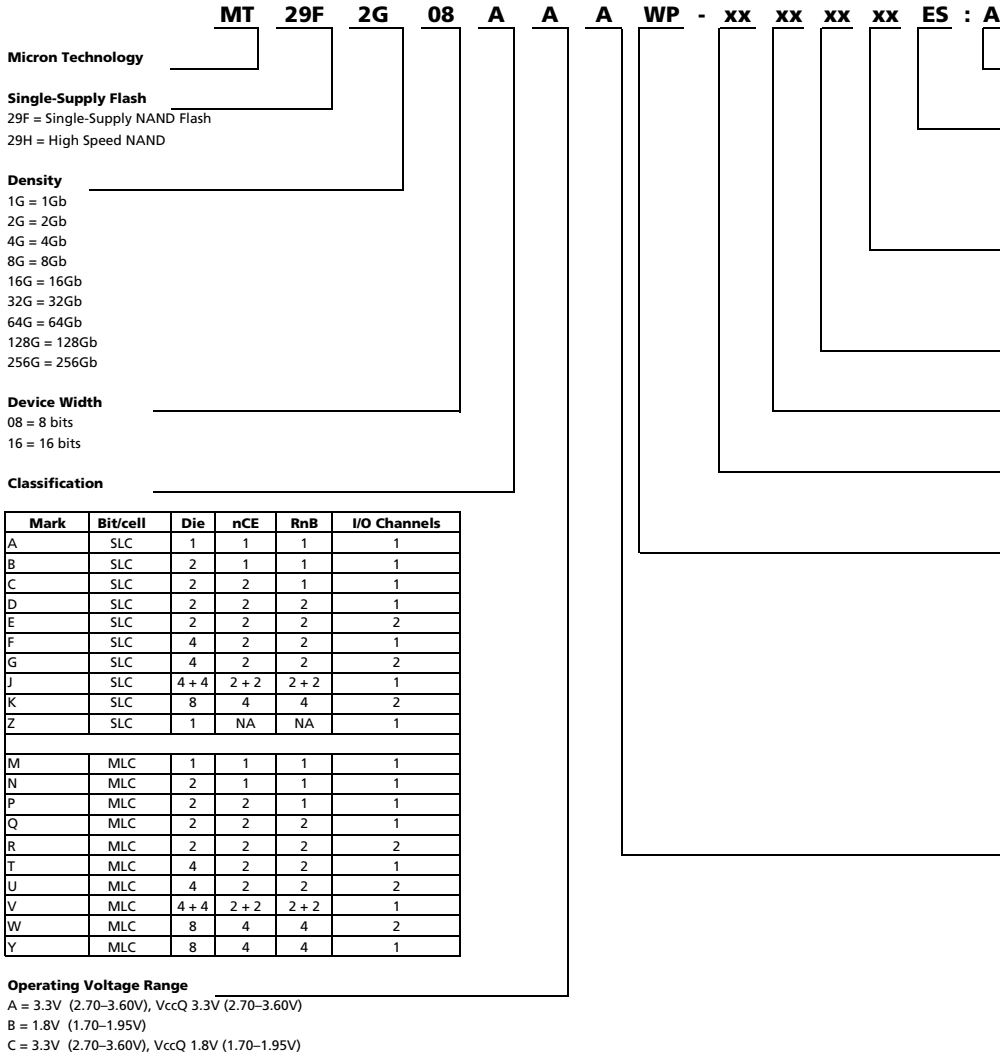 MT 29F 2G 08 A A A WP - xx xx xx xx ES : A
Micron Technology
Single-Supply Flash
29F = Single-Supply NAND Flash
29H = High Speed NAND
Density
1G = 1Gb
2G = 2Gb
4G = 4Gb
8G = 8Gb
16G = 16Gb
32G = 32Gb
64G = 64Gb
128G = 128Gb
256G = 256Gb
Device Width
08 = 8 bits
16 = 16 bits
Classification
Mark Bit/cell Die nCE RnB I/O Channels
A SLC 1 1 1 1
B SLC 2 1 1 1
C SLC 2 2 1 1
D SLC 2 2 2 1
E SLC 2 2 2 2
F SLC 4 2 2 1
G SLC 4 2 2 2
J SLC 4 + 4 2 + 2 2 + 2 1
K SLC 8 4 4 2
Z SLC 1 NA NA 1
M MLC 1 1 1 1
N MLC 2 1 1 1
P MLC 2 2 1 1
Q MLC 2 2 2 1
R MLC 2 2 2 2
T MLC 4 2 2 1
U MLC 4 2 2 2
V MLC 4 + 4 2 + 2 2 + 2 1
W MLC 8 4 4 2
Y MLC 8 4 4 1
Operating Voltage Range
A = 3.3V (2.70–3.60V), VccQ 3.3V (2.70–3.60V)
B = 1.8V (1.70–1.95V)
C = 3.3V (2.70–3.60V), VccQ 1.8V (1.70–1.95V)